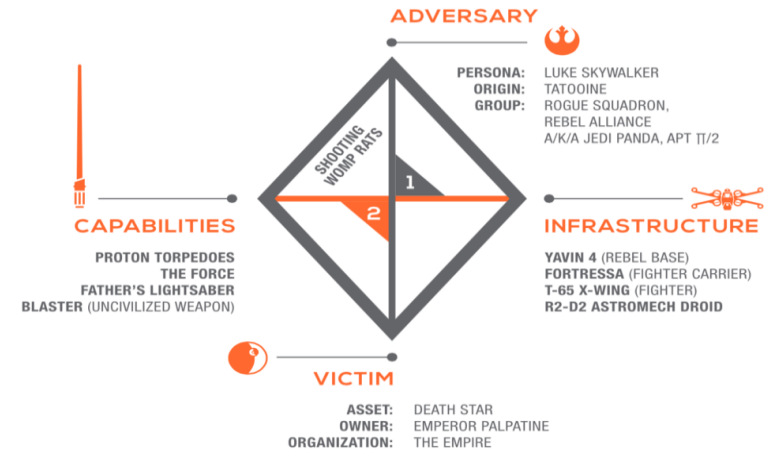 ADVERSARY
PERSONA: LUKE SKYWALKER
ORIGIN: TATOOINE
GROUP: ROGUE SQUADRON,
REBEL ALLIANCE
A/K/A JEDI PANDA, APT π/2
SHOOTING
WOMP RATS
1
2
CAPABILITIES
PROTON TORPEDOES
THE FORCE
FATHER'S LIGHTSABER
BLASTER (UNCIVILIZED WEAPON)
INFRASTRUCTURE
YAVIN 4 (REBEL BASE)
FORTRESSA (FIGHTER CARRIER)
T-65 X-WING (FIGHTER)
R2-D2 ASTROMECH DROID
VICTIM
ASSET: DEATH STAR
OWNER: EMPEROR PALPATINE
ORGANIZATION: THE EMPIRE